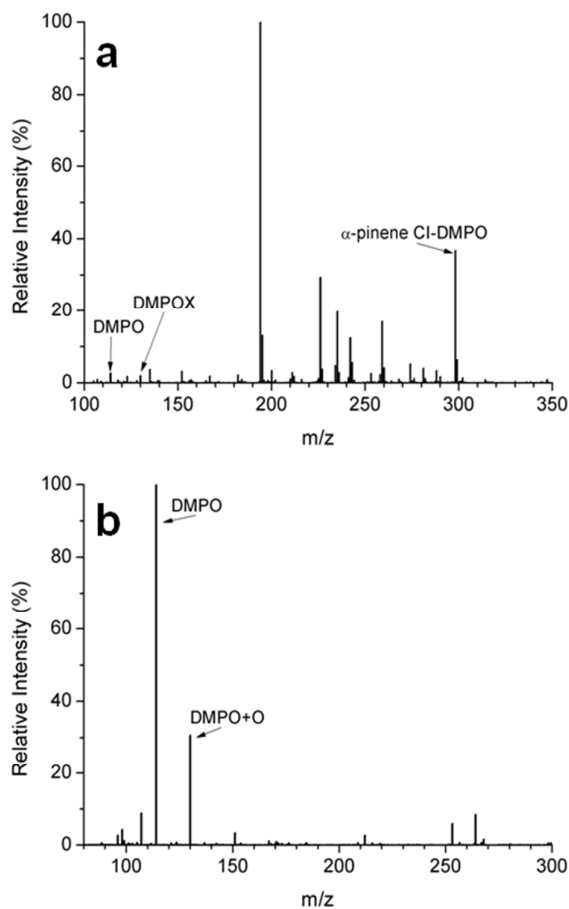 a
100
80
60
40
20
0
Relative Intensity (%)
DMPO
DMPOX
α-pinene CI-DMPO
100 150 200 250 300 350
m/z
b
100
80
60
40
20
0
Relative Intensity (%)
DMPO
DMPO+O
100 150 200 250 300
m/z